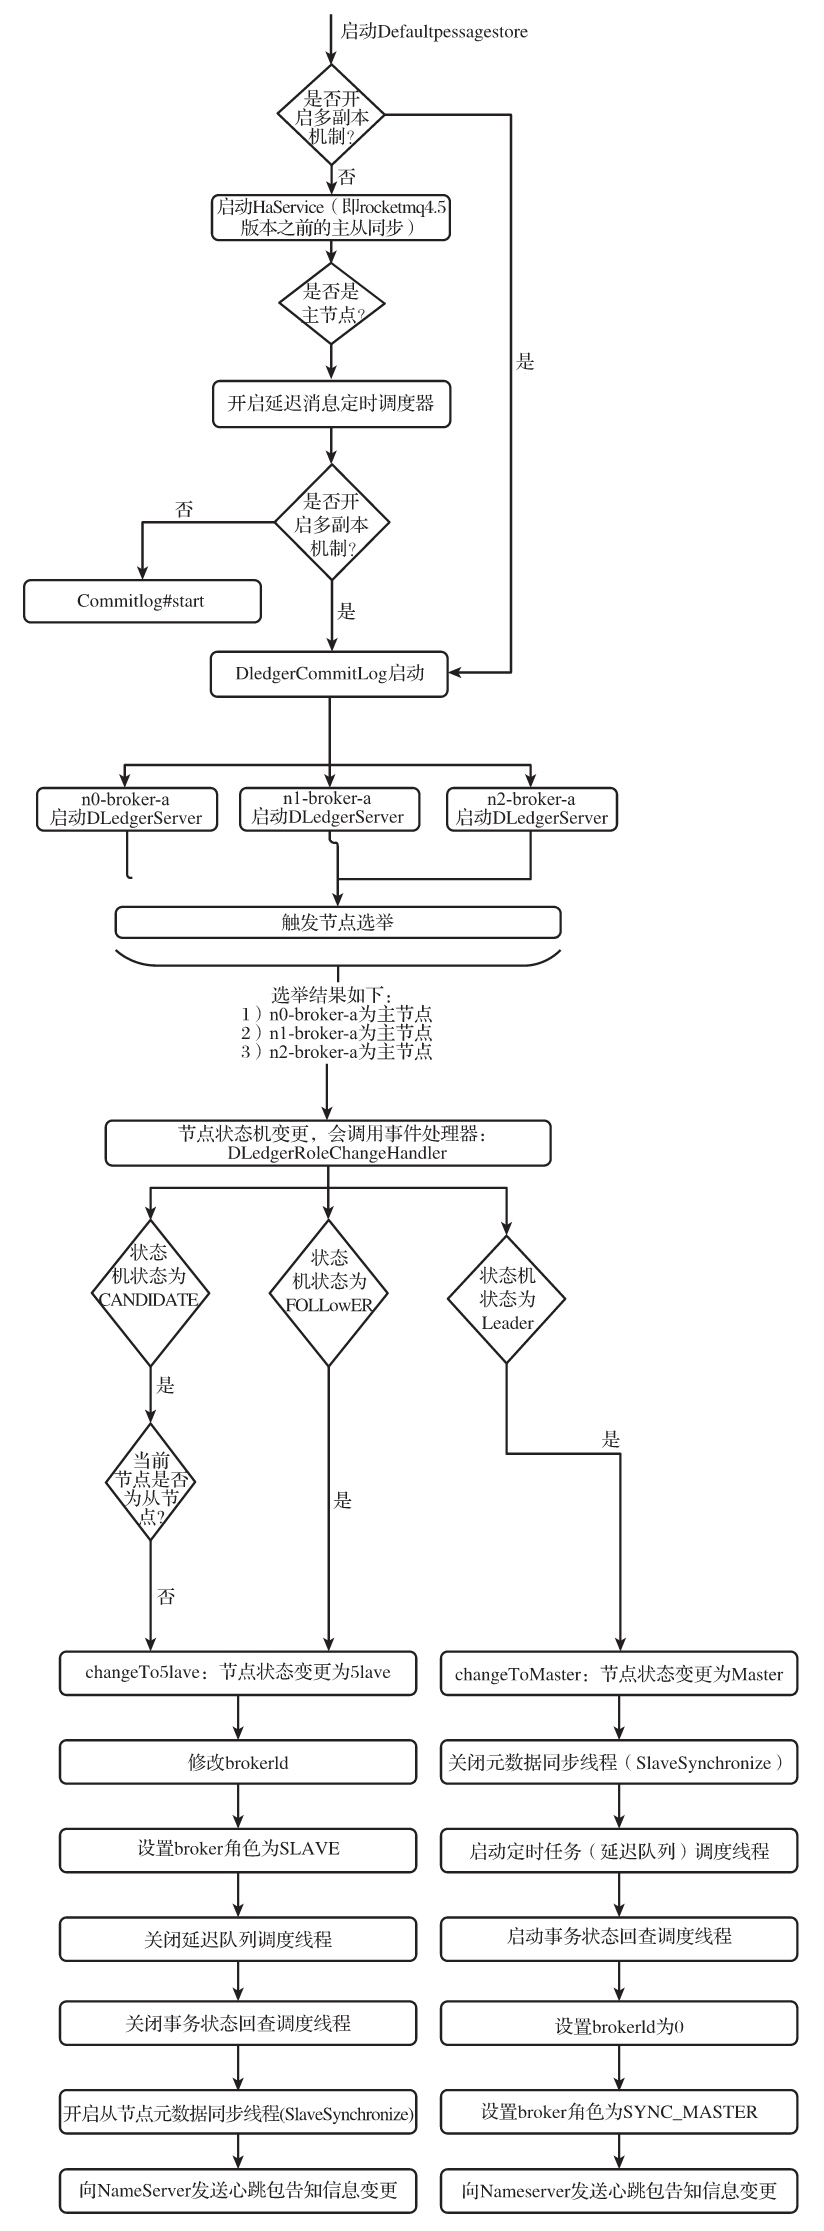 启动Defaultpessagestore
是否开
启多副本
机制?
否
启动HaService（即rocketmq4.5
版本之前的主从同步）
是否是
主节点?
是
开启延迟消息定时调度器
是否开
启多副本
机制?
否
Commitlog#start
是
DledgerCommitLog启动
n0-broker-a
启动DLedgerServer
n1-broker-a
启动DLedgerServer
n2-broker-a
启动DLedgerServer
触发节点选举
选举结果如下：
1）n0-broker-a为主节点
2）n1-broker-a为主节点
3）n2-broker-a为主节点
节点状态机变更，会调用事件处理器：
DLedgerRoleChangeHandler
状态
机状态为
CANDIDATE
状态
机状态为
FOLLowER
状态机
状态为
Leader
是
当前
节点是否
为从节
点?
是
是
否
changeTo5lave：节点状态变更为5lave
修改brokerld
设置broker角色为SLAVE
关闭延迟队列调度线程
关闭事务状态回查调度线程
开启从节点元数据同步线程(SlaveSynchronize)
向NameServer发送心跳包告知信息变更
changeToMaster：节点状态变更为Master
关闭元数据同步线程（SlaveSynchronize）
启动定时任务（延迟队列）调度线程
启动事务状态回查调度线程
设置brokerld为0
设置broker角色为SYNC_MASTER
向Nameserver发送心跳包告知信息变更